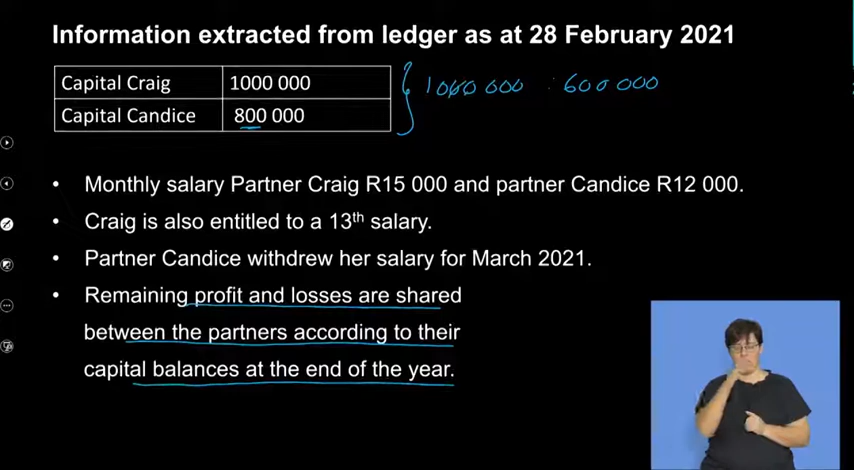 Information extracted from ledger as at 28 February 2021
Capital Craig 1000 000 1000 000 : 600 000
Capital Candice 800 000
• Monthly salary Partner Craig R15 000 and partner Candice R12 000.
• Craig is also entitled to a 13th salary.
• Partner Candice withdrew her salary for March 2021.
• Remaining profit and losses are shared
between the partners according to their
capital balances at the end of the year.